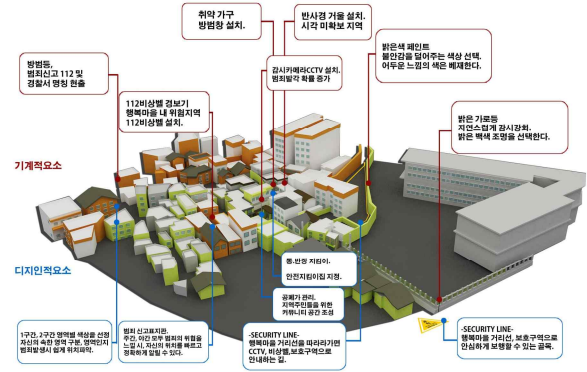 취약 가구
방범창 설치.
반사경 거울 설치.
시각 미확보 지역
방범등,
범죄신고 112 및
경찰서 명칭 현출
감시카메라CCTV 설치.
범죄발각 확률 증가
밝은색 페인트
불안감을 덜어주는 색상 선택.
어두운 느낌의 색은 베제한다.
112비상벨 경보기
행복마을 내 위험지역
112비상벨 설치.
밝은 가로등
자연스럽게 감시강화.
밝은 백색 조명을 선택한다.
기계적요소
디자인적요소
통,반장 지킴이.
안전지킴이집 지정.
공폐가 관리.
지역주민들을 위한
커뮤니티 공간 조성
1구간, 2구간 영역별 색상을 선정
자신의 속한 영역 구분, 영역인지
범죄발생시 쉽게 위치파악.
범죄 신고표지판.
주간, 야간 모두 범죄의 위협을
느낄 시, 자신의 위치를 빠르고
정확하게 알릴 수 있다.
-SECURITY LINE-
행복마을 거리선을 따라라가면
CCTV, 비상벨,보호구역으로
안내하는 길.
-SECURITY LINE-
행복마을 거리선, 보호구역으로
안심하게 보행할 수 있는 골목.